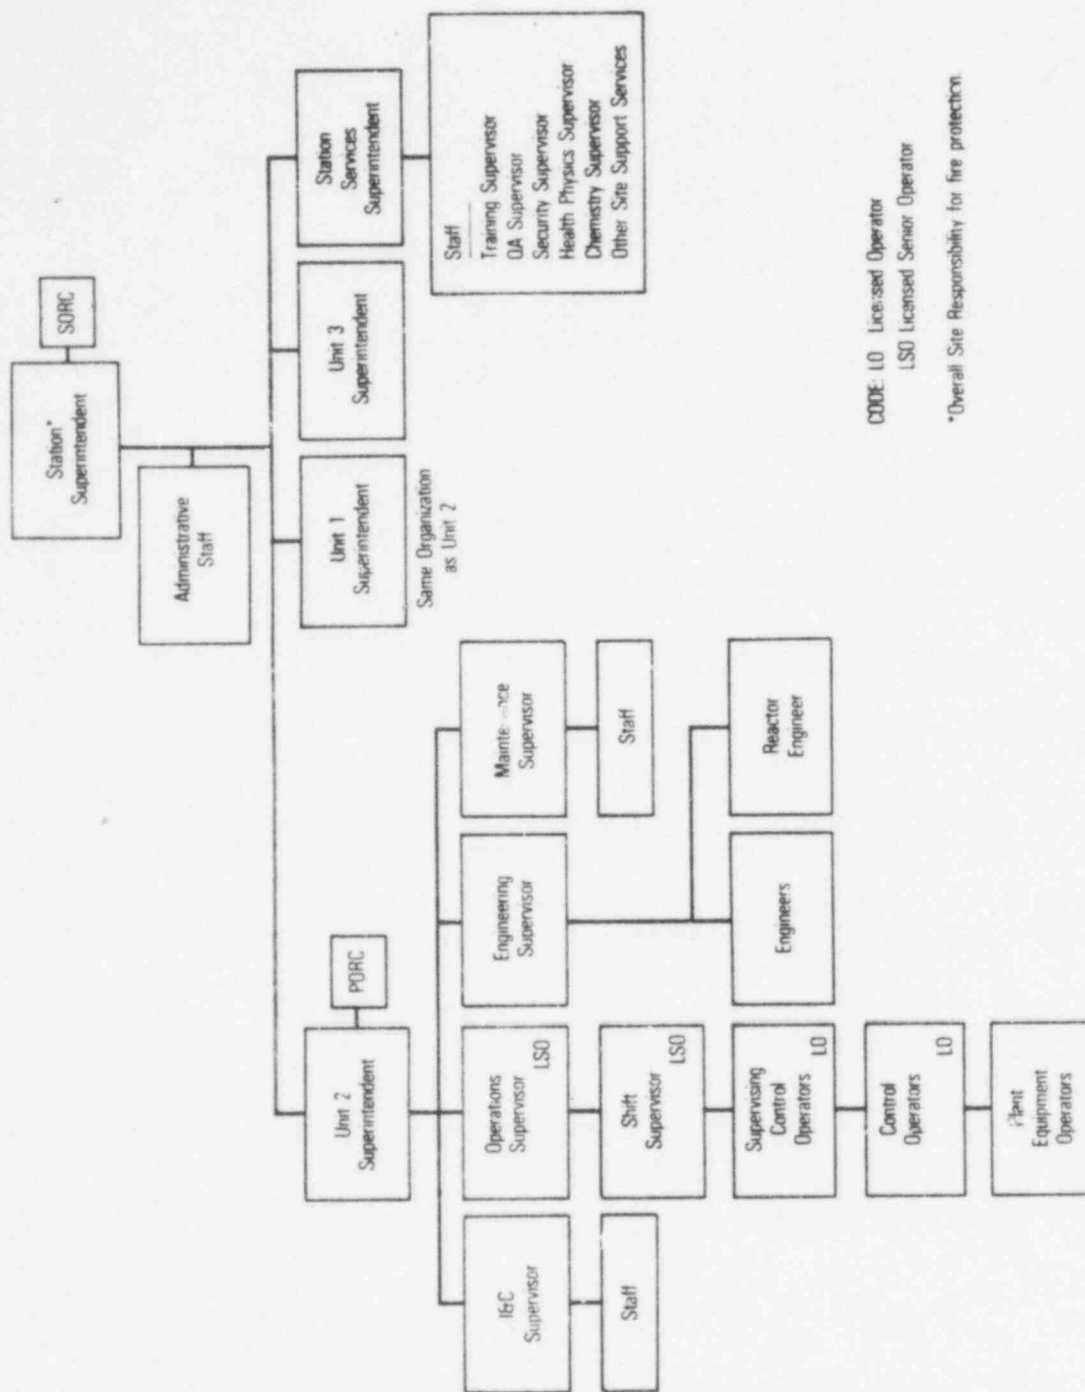 Station*
Superintendent
SORC
Administrative
Staff
Unit 2
Superintendent
PORC
Unit 1
Superintendent
Same Organization
as Unit 2
Unit 3
Superintendent
Station
Services
Superintendent
Staff
Training Supervisor
QA Supervisor
Security Supervisor
Health Physics Supervisor
Chemistry Supervisor
Other Site Support Services
I&C
Supervisor
Staff
Operations
Supervisor
LSO
Shift
Supervisor
LSO
Supervising
Control
Operators
LO
Control
Operators
LO
Plant
Equipment
Operators
Engineering
Supervisor
Engineers
Reactor
Engineer
Maintenance
Supervisor
Staff
CODE: LO Licensed Operator
LSO Licensed Senior Operator
*Overall Site Responsibility for fire protection.